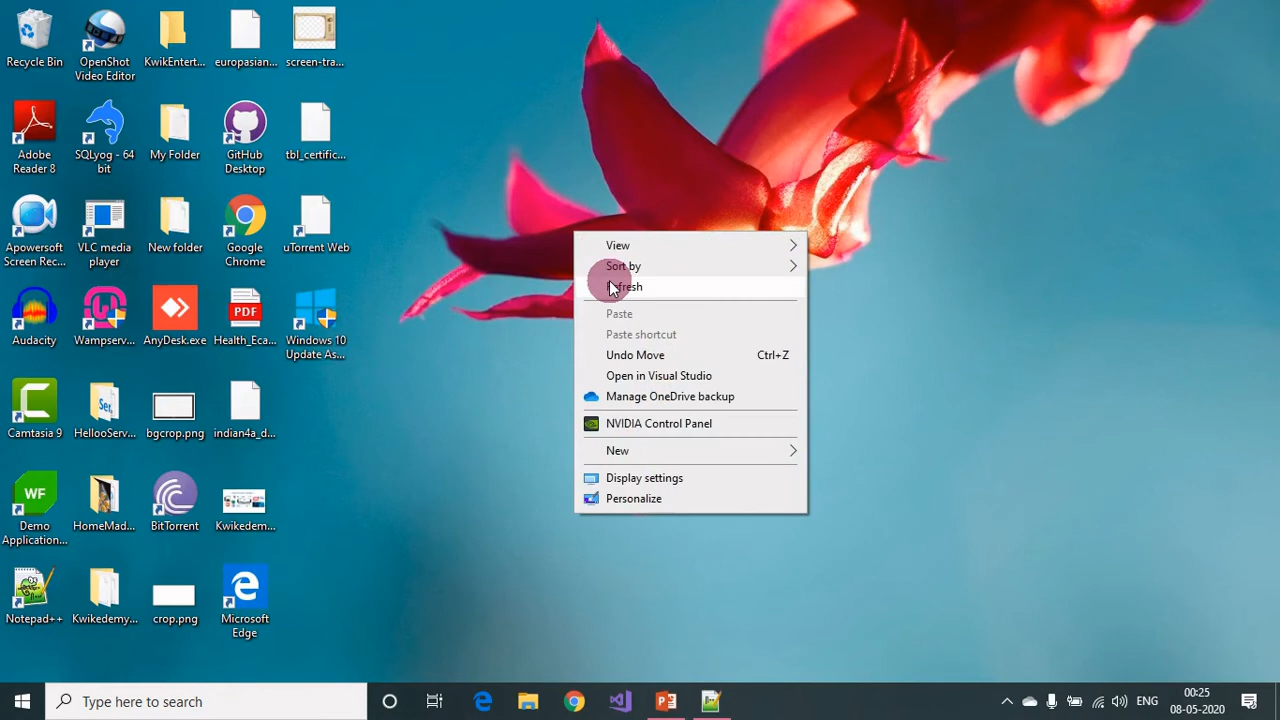 Recycle Bin
OpenShot
Video Editor
KwikEntert...
europasian...
screen-tra...
Adobe
Reader 8
SQLyog - 64
bit
My Folder
GitHub
Desktop
tbl_certific...
Apowersoft
Screen Rec...
VLC media
player
New folder
Google
Chrome
uTorrent Web
Audacity
Wampserv...
AnyDesk.exe
PDF
Health_Eca...
Windows 10
Update As...
Camtasia 9
Ser.
HellooServ...
bgcrop.png
indian4a_d...
WF
Demo
Application...
HomeMad...
BitTorrent
Kwikedem...
Notepad++
Kwikedemy...
crop.png
Microsoft
Edge
View
Sort by
Refresh
Paste
Paste shortcut
Undo Move Ctrl+Z
Open in Visual Studio
Manage OneDrive backup
NVIDIA Control Panel
New
Display settings
Personalize
Type here to search
ENG
00:25
08-05-2020